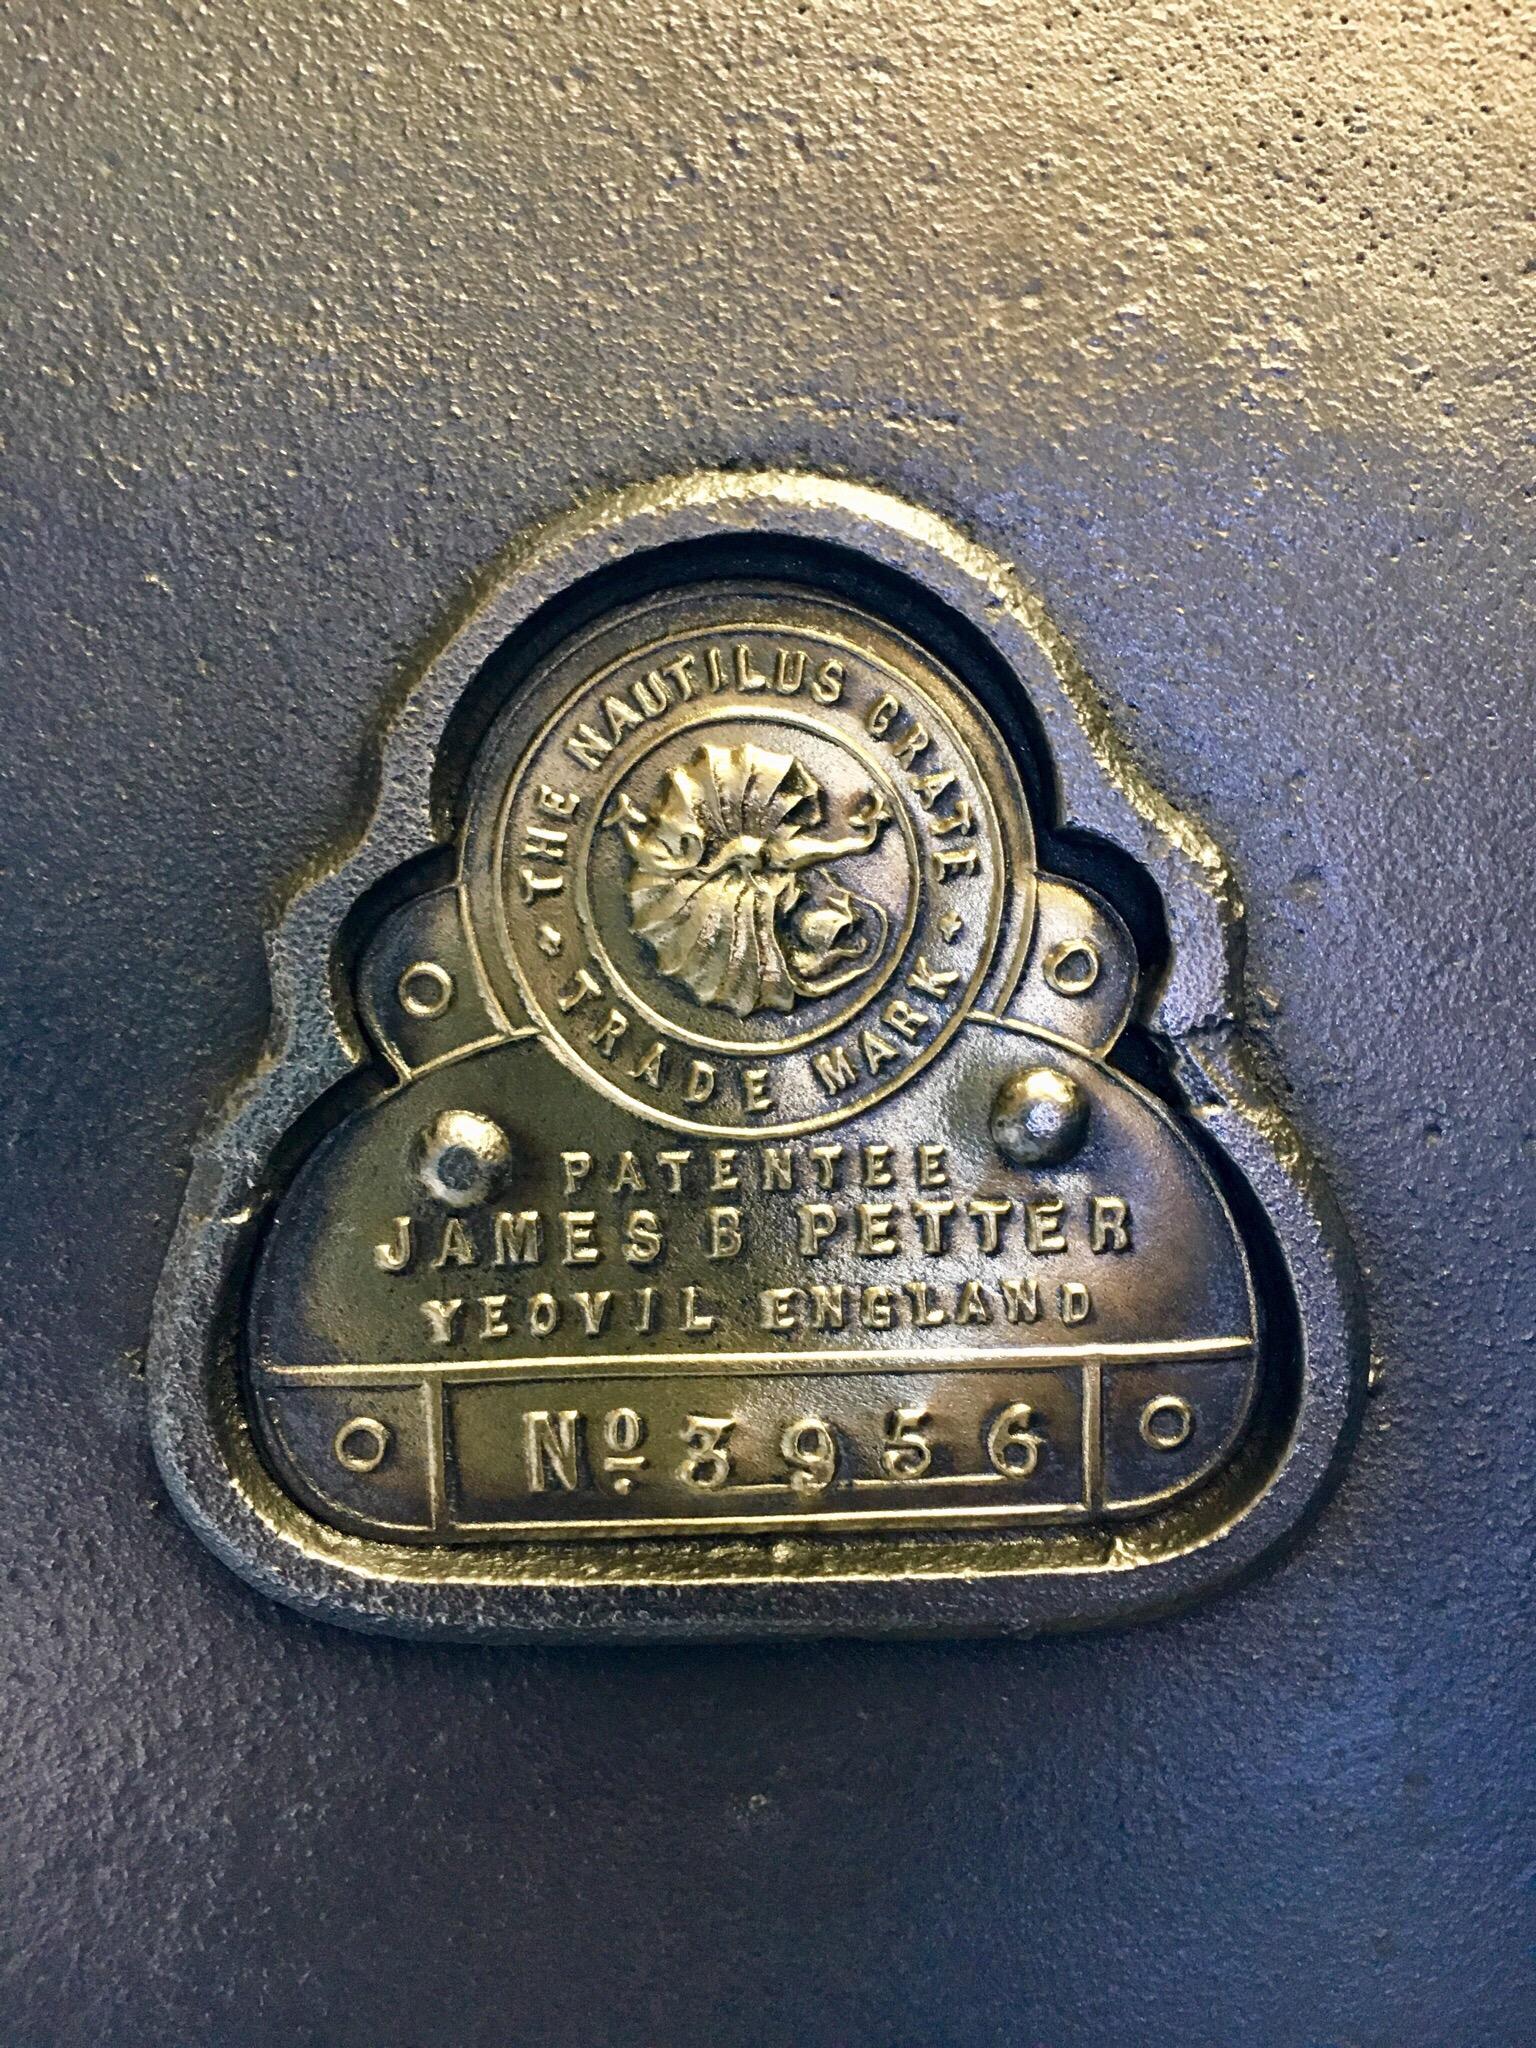 THE NAUTILUS GRATE
TRADE MARK
PATENTEE
JAMES B PETTER
YEOVIL ENGLAND
Nº 3956